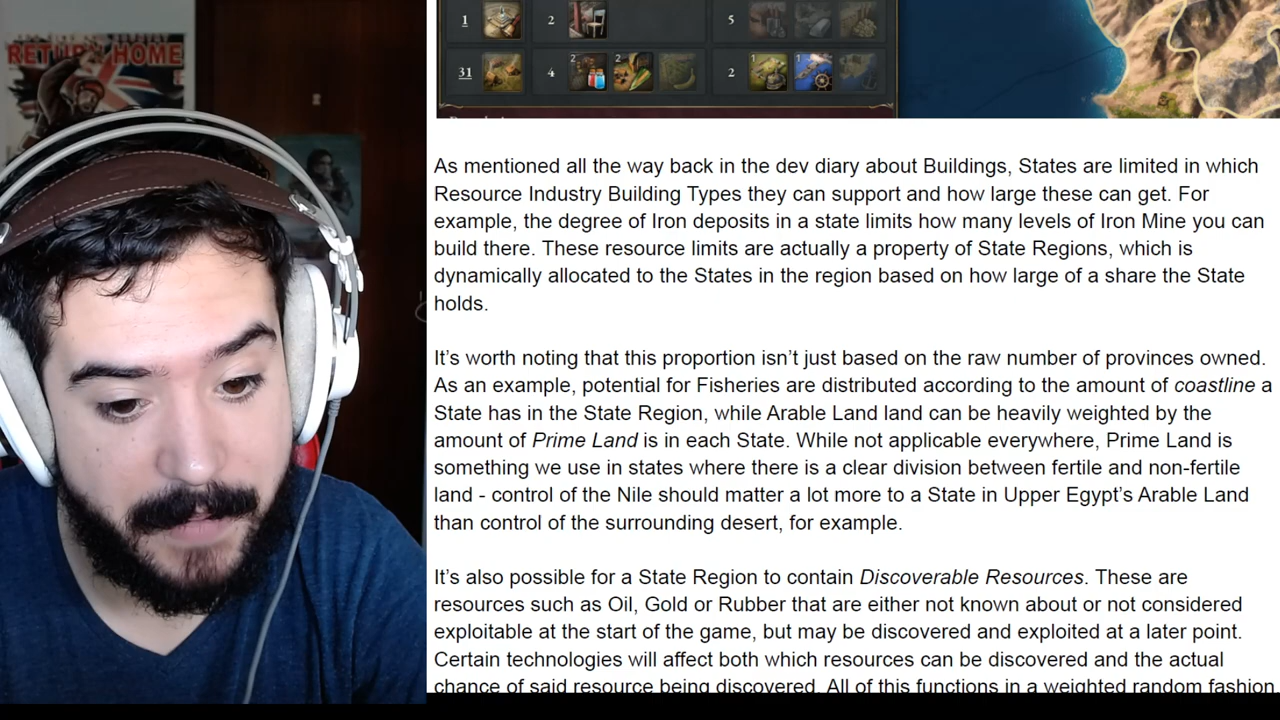 RETURN HOME
1
2
5
31
4
2
2
2
1
1
As mentioned all the way back in the dev diary about Buildings, States are limited in which
Resource Industry Building Types they can support and how large these can get. For
example, the degree of Iron deposits in a state limits how many levels of Iron Mine you can
build there. These resource limits are actually a property of State Regions, which is
dynamically allocated to the States in the region based on how large of a share the State
holds.
It’s worth noting that this proportion isn’t just based on the raw number of provinces owned.
As an example, potential for Fisheries are distributed according to the amount of coastline a
State has in the State Region, while Arable Land land can be heavily weighted by the
amount of Prime Land is in each State. While not applicable everywhere, Prime Land is
something we use in states where there is a clear division between fertile and non-fertile
land - control of the Nile should matter a lot more to a State in Upper Egypt’s Arable Land
than control of the surrounding desert, for example.
It’s also possible for a State Region to contain Discoverable Resources. These are
resources such as Oil, Gold or Rubber that are either not known about or not considered
exploitable at the start of the game, but may be discovered and exploited at a later point.
Certain technologies will affect both which resources can be discovered and the actual
chance of said resource being discovered. All of this functions in a weighted random fashion